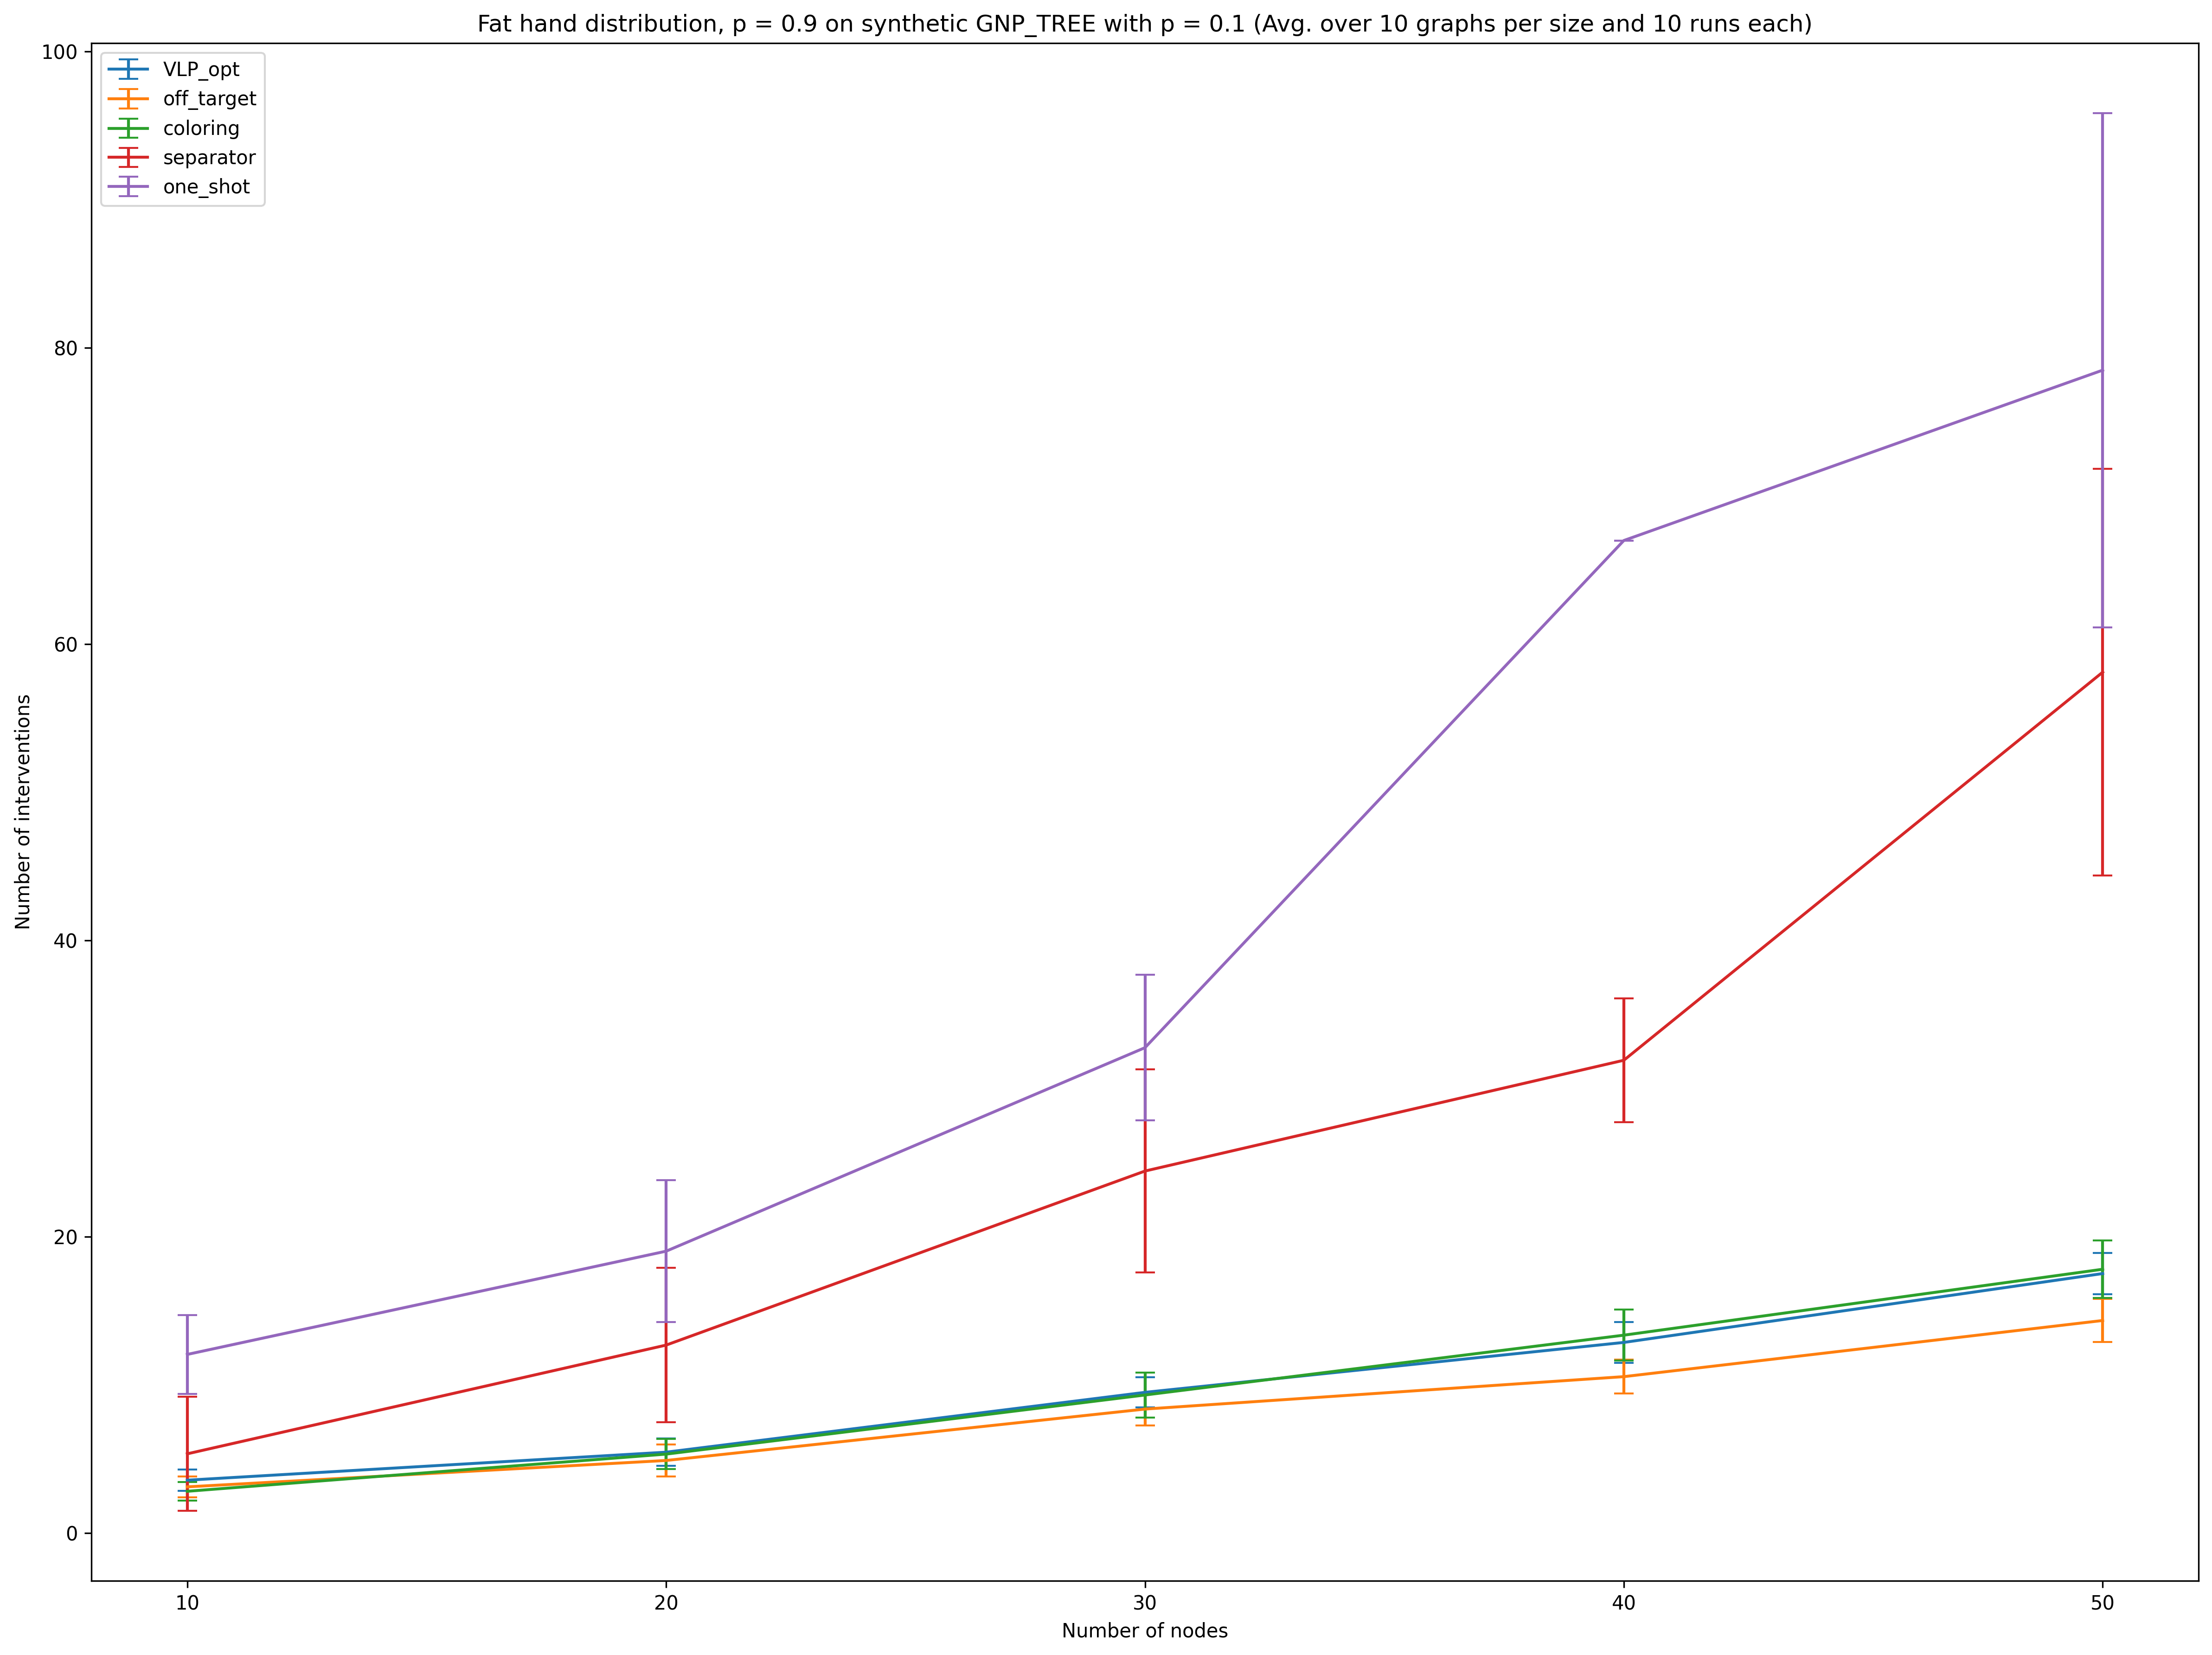 Fat hand distribution, p = 0.9 on synthetic GNP_TREE with p = 0.1 (Avg. over 10 graphs per size and 10 runs each)
VLP_opt
off_target
coloring
separator
one_shot
100
80
60
40
20
0
Number of interventions
10 20 30 40 50
Number of nodes